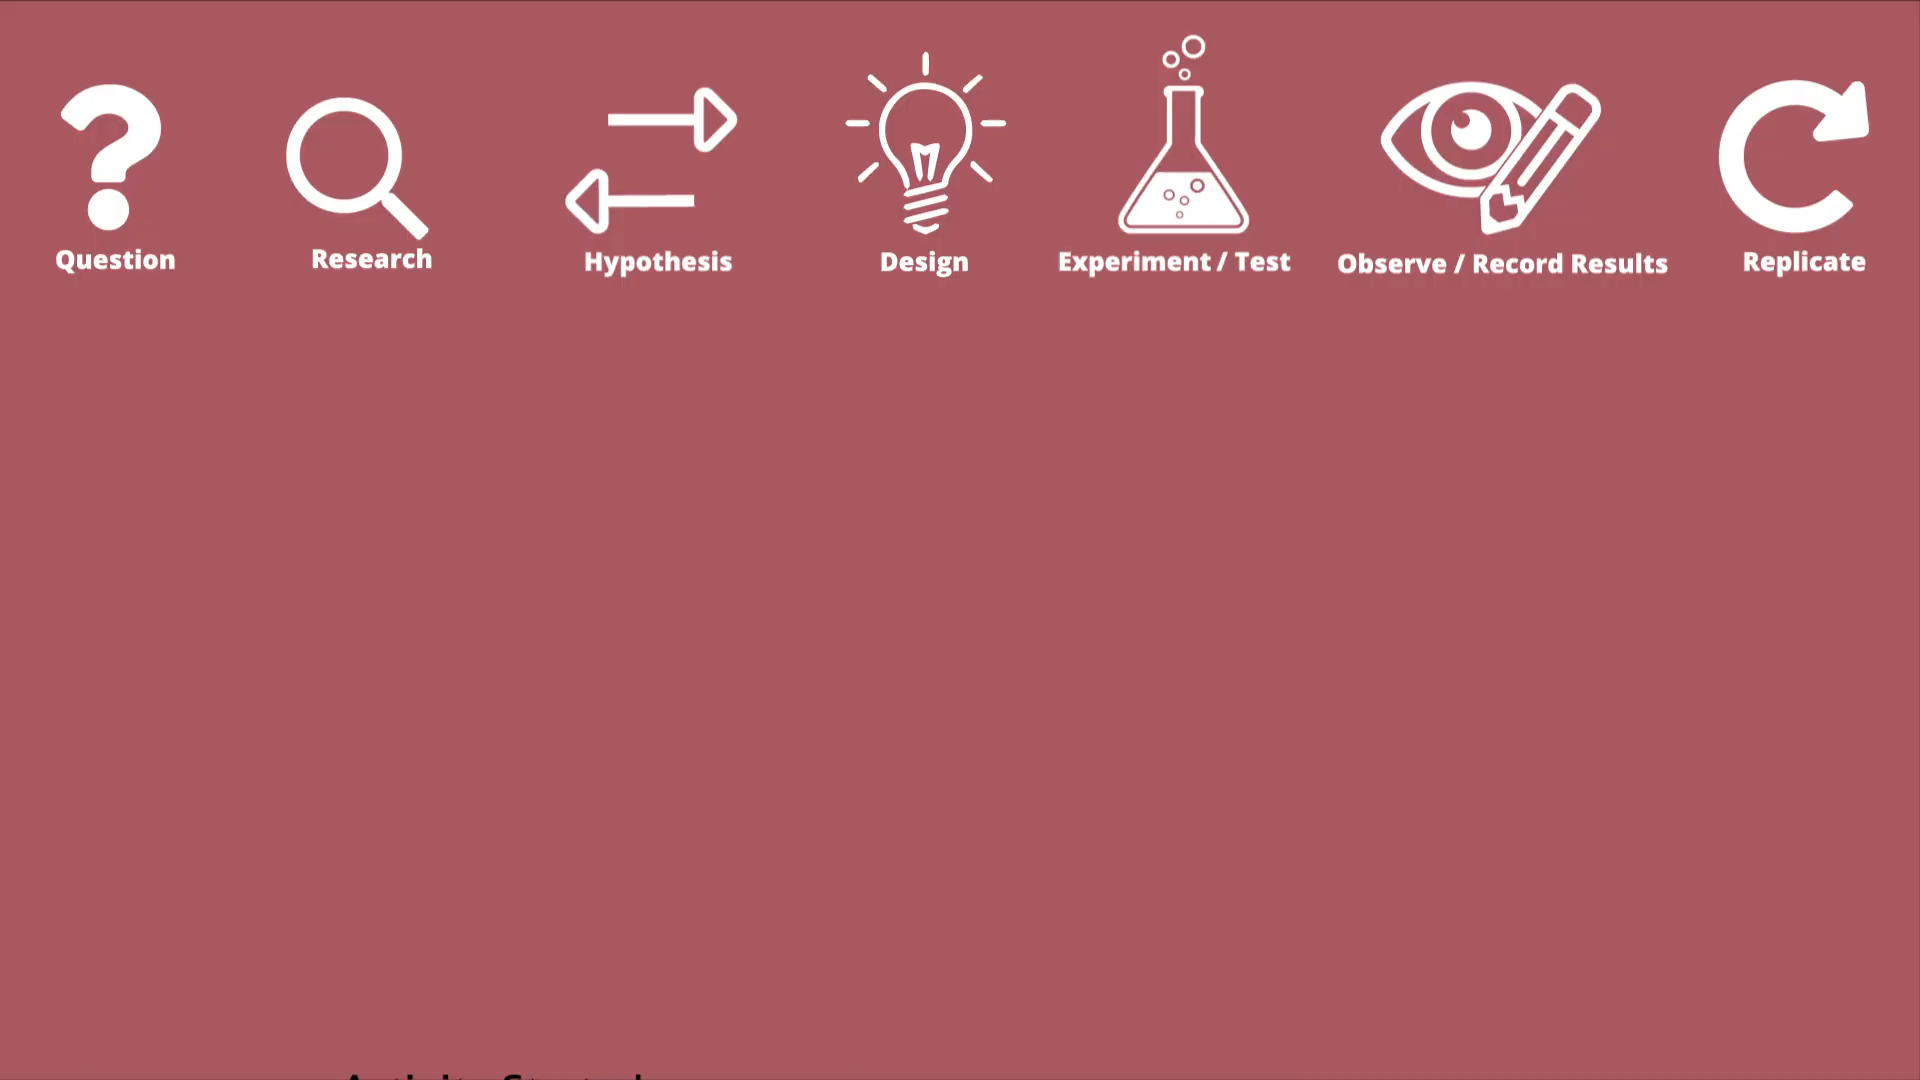 Question
Research
Hypothesis
Design
Experiment / Test
Observe / Record Results
Replicate